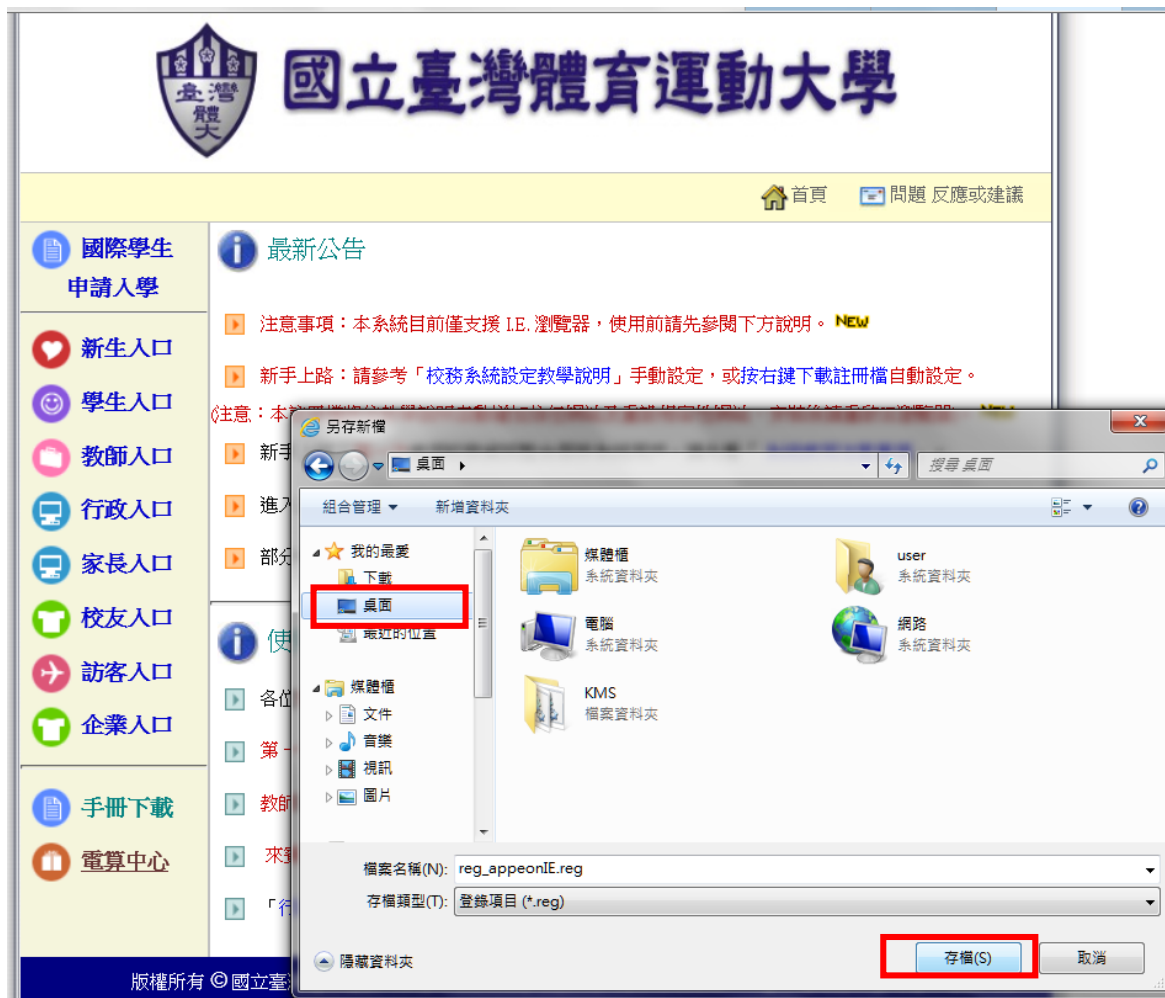 臺灣體大
國立臺灣體育運動大學
首頁
問題 反應或建議
國際學生
申請入學
新生入口
學生入口
教師入口
行政入口
家長入口
校友入口
訪客入口
企業入口
手冊下載
電算中心
最新公告
注意事項：本系統目前僅支援 I.E. 瀏覽器，使用前請先參閱下方說明。 NEW
新手上路：請參考「校務系統設定教學說明」手動設定，或按右鍵下載註冊檔自動設定。
(注意：本
新手
進入
部分
使
各位
第一
教師
來賓
「行
版權所有 © 國立臺
另存新檔
桌面
搜尋 桌面
組合管理
新增資料夾
我的最愛
下載
桌面
最近的位置
媒體櫃
文件
音樂
視訊
圖片
媒體櫃
系統資料夾
user
系統資料夾
電腦
系統資料夾
網路
系統資料夾
KMS
檔案資料夾
檔案名稱(N): reg_appeonIE.reg
存檔類型(T): 登錄項目 (*.reg)
隱藏資料夾
存檔(S)
取消